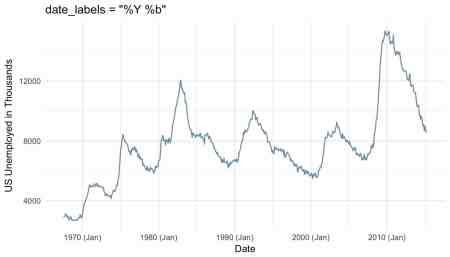 date_labels = "%Y %b"
US Unemployed in Thousands
12000
8000
4000
1970 (Jan) 1980 (Jan) 1990 (Jan) 2000 (Jan) 2010 (Jan)
Date